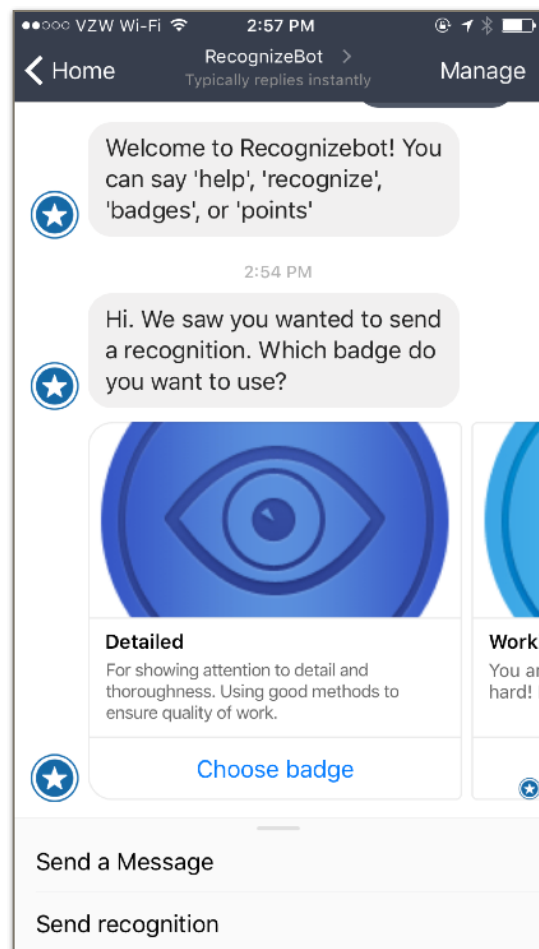 VZW Wi-Fi 2:57 PM
Home RecognizeBot Manage
Typically replies instantly
Welcome to Recognizebot! You
can say 'help', 'recognize',
'badges', or 'points'
2:54 PM
Hi. We saw you wanted to send
a recognition. Which badge do
you want to use?
Detailed
For showing attention to detail and
thoroughness. Using good methods to
ensure quality of work.
Choose badge
Work
You
hard!
Send a Message
Send recognition